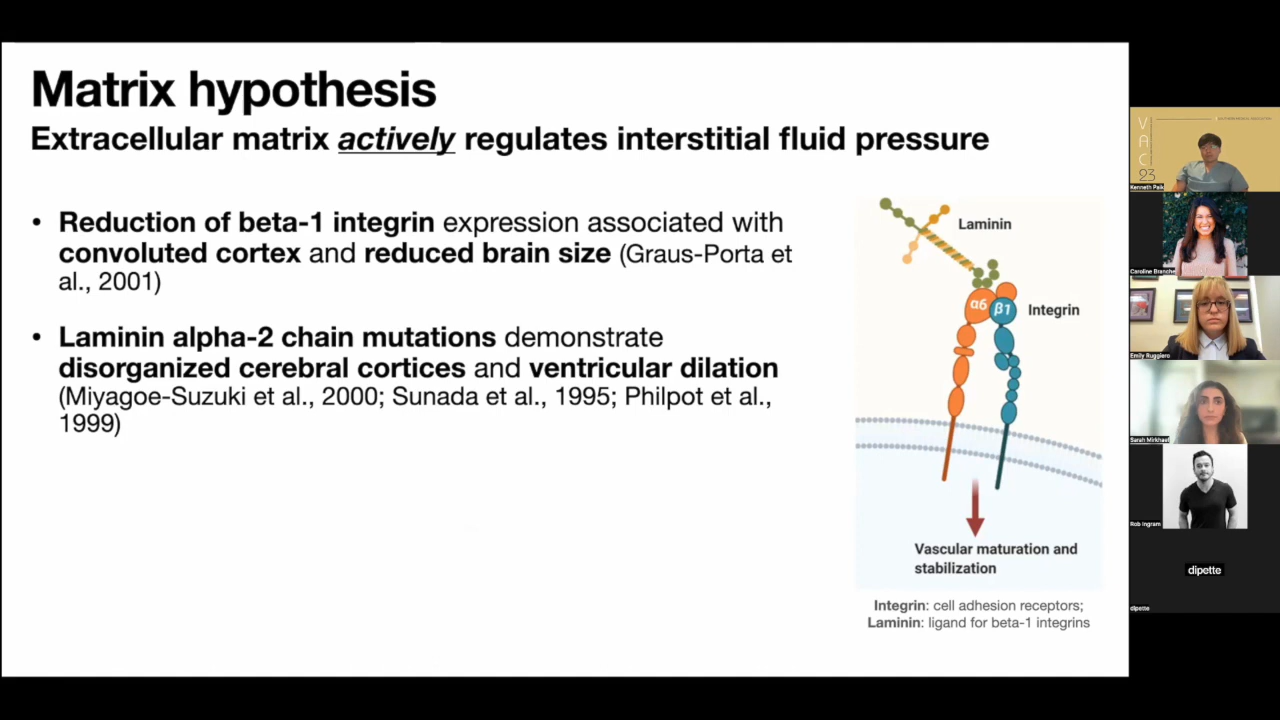 Matrix hypothesis
Extracellular matrix actively regulates interstitial fluid pressure
• Reduction of beta-1 integrin expression associated with
convoluted cortex and reduced brain size (Graus-Porta et
al., 2001)
• Laminin alpha-2 chain mutations demonstrate
disorganized cerebral cortices and ventricular dilation
(Miyagoe-Suzuki et al., 2000; Sunada et al., 1995; Philpot et al.,
1999)
Laminin
α6 β1
Integrin
Vascular maturation and
stabilization
Integrin: cell adhesion receptors;
Laminin: ligand for beta-1 integrins
V
A
C
23
Kenneth Paik
Caroline Branche
Emily Ruggiero
Sarah Mirkhaef
Rob Ingram
dipette
dipette